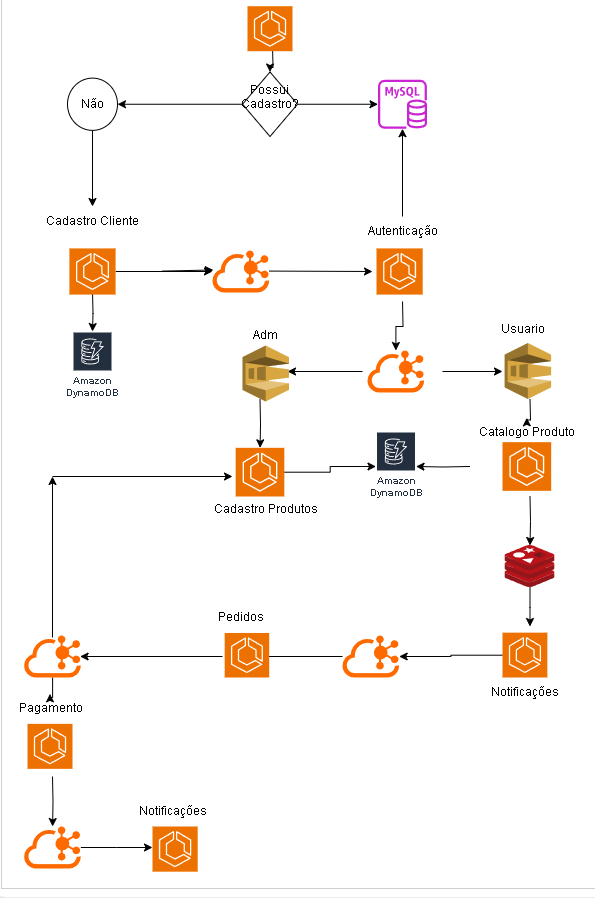 Possui
Cadastro?
Não
MySQL
Cadastro Cliente
Autenticação
Amazon
DynamoDB
Adm
Usuario
Catalogo Produto
Amazon
DynamoDB
Cadastro Produtos
Pedidos
Notificações
Pagamento
Notificações